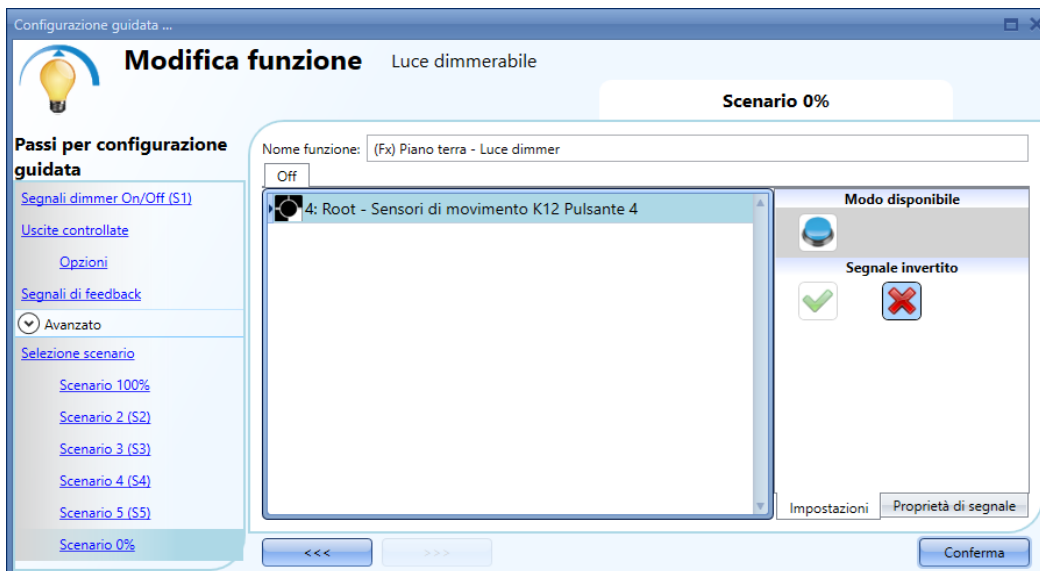 Configurazione guidata ...
Modifica funzione Luce dimmerabile
Scenario 0%
Passi per configurazione
guidata
Segnali dimmer On/Off (S1)
Uscite controllate
Opzioni
Segnali di feedback
Avanzato
Selezione scenario
Scenario 100%
Scenario 2 (S2)
Scenario 3 (S3)
Scenario 4 (S4)
Scenario 5 (S5)
Scenario 0%
Nome funzione: (Fx) Piano terra - Luce dimmer
Off
4: Root - Sensori di movimento K12 Pulsante 4
Modo disponibile
Segnale invertito
Impostazioni Proprietà di segnale
<<< >>> Conferma